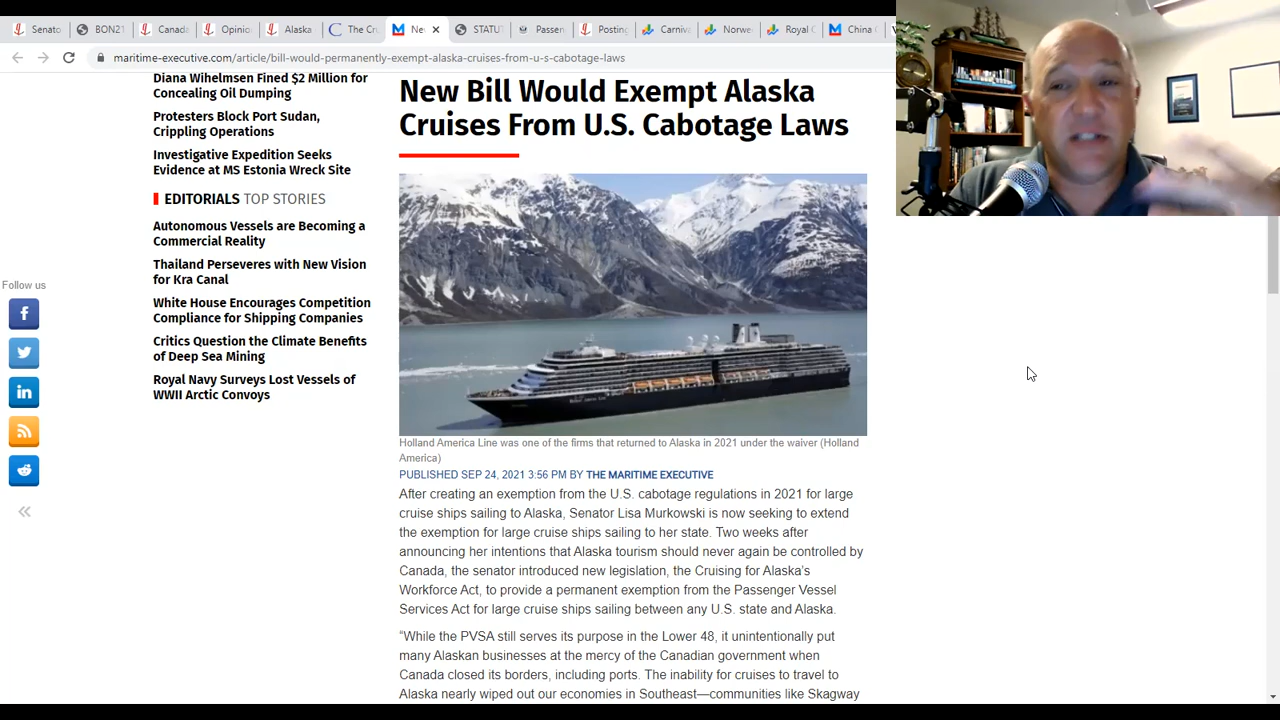 Senato
BON21
Canada
Opinio
Alaska
The Cru
Ne
STATU
Passen
Posting
Carniva
Norwe
Royal C
China C
maritime-executive.com/article/bill-would-permanently-exempt-alaska-cruises-from-u-s-cabotage-laws
Diana Wihelmsen Fined $2 Million for
Concealing Oil Dumping
Protesters Block Port Sudan,
Crippling Operations
Investigative Expedition Seeks
Evidence at MS Estonia Wreck Site
EDITORIALS TOP STORIES
Autonomous Vessels are Becoming a
Commercial Reality
Thailand Perseveres with New Vision
for Kra Canal
White House Encourages Competition
Compliance for Shipping Companies
Critics Question the Climate Benefits
of Deep Sea Mining
Royal Navy Surveys Lost Vessels of
WWII Arctic Convoys
Follow us
New Bill Would Exempt Alaska
Cruises From U.S. Cabotage Laws
Holland America Line was one of the firms that returned to Alaska in 2021 under the waiver (Holland
America)
PUBLISHED SEP 24, 2021 3:56 PM BY THE MARITIME EXECUTIVE
After creating an exemption from the U.S. cabotage regulations in 2021 for large
cruise ships sailing to Alaska, Senator Lisa Murkowski is now seeking to extend
the exemption for large cruise ships sailing to her state. Two weeks after
announcing her intentions that Alaska tourism should never again be controlled by
Canada, the senator introduced new legislation, the Cruising for Alaska's
Workforce Act, to provide a permanent exemption from the Passenger Vessel
Services Act for large cruise ships sailing between any U.S. state and Alaska.
“While the PVSA still serves its purpose in the Lower 48, it unintentionally put
many Alaskan businesses at the mercy of the Canadian government when
Canada closed its borders, including ports. The inability for cruises to travel to
Alaska nearly wiped out our economies in Southeast—communities like Skagway